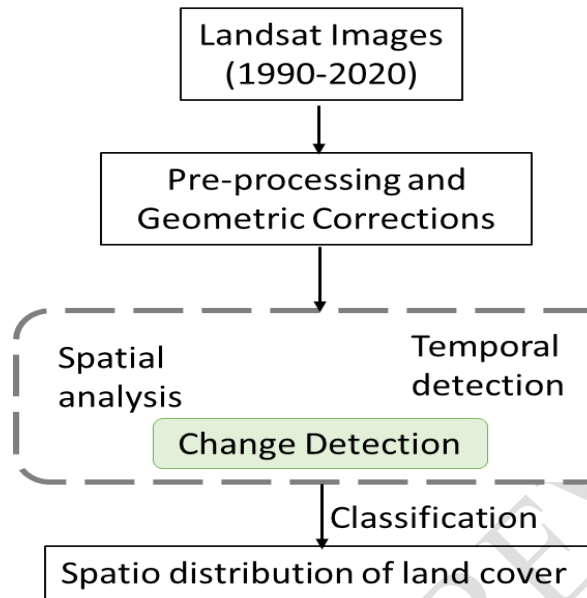 Landsat Images
(1990-2020)
Pre-processing and
Geometric Corrections
Spatial
analysis
Temporal
detection
Change Detection
Classification
Spatio distribution of land cover